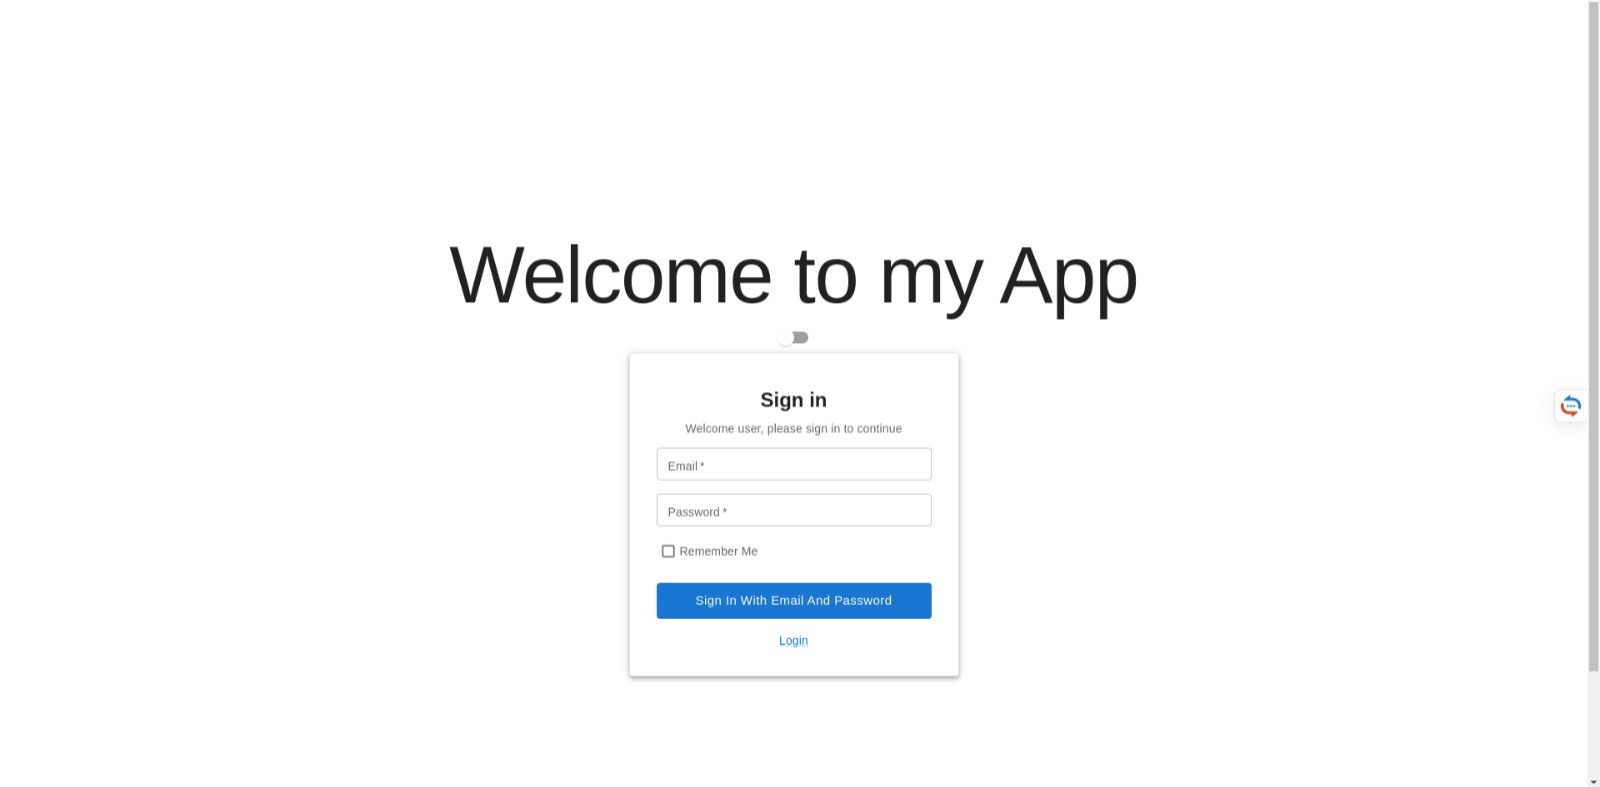 Welcome to my App
Sign in
Welcome user, please sign in to continue
Email *
Password *
Remember Me
Sign In With Email And Password
Login